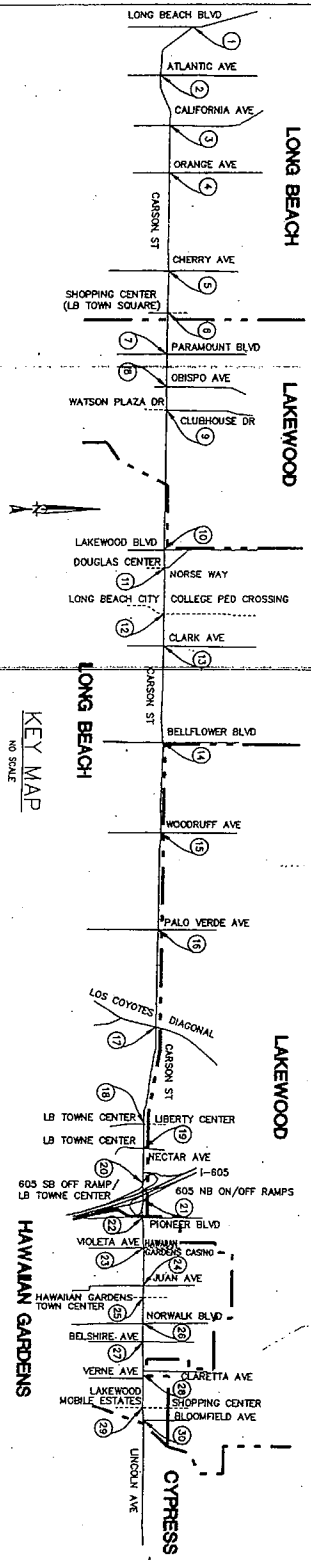 LONG BEACH BLVD
1
ATLANTIC AVE
2
CALIFORNIA AVE
3
LONG BEACH
ORANGE AVE
4
CARSON ST
CHERRY AVE
5
SHOPPING CENTER
(LB TOWN SQUARE)
6
7
PARAMOUNT BLVD
8
OBISPO AVE
LAKEWOOD
WATSON PLAZA DR
CLUBHOUSE DR
9
N
LAKEWOOD BLVD
10
DOUGLAS CENTER
11
NORSE WAY
LONG BEACH CITY
COLLEGE PED CROSSING
12
CLARK AVE
13
LONG BEACH
CARSON ST
KEY MAP
NO SCALE
BELLFLOWER BLVD
14
WOODRUFF AVE
15
PALO VERDE AVE
16
LOS COYOTES DIAGONAL
17
LAKEWOOD
CARSON ST
18
LB TOWNE CENTER
LIBERTY CENTER
LB TOWNE CENTER
19
NECTAR AVE
20
I-605
605 SB OFF RAMP/
LB TOWNE CENTER
605 NB ON/OFF RAMPS
21
22
PIONEER BLVD
VIOLETA AVE
HAWAIIAN
GARDENS CASINO
23
24
JUAN AVE
HAWAIIAN GARDENS
TOWN CENTER
25
NORWALK BLVD
26
BELSHIRE AVE
27
HAWAIIAN GARDENS
VERNE AVE
CLARETTA AVE
28
LAKEWOOD
MOBILE ESTATES
SHOPPING CENTER
29
BLOOMFIELD AVE
30
CYPRESS
LINCOLN AVE